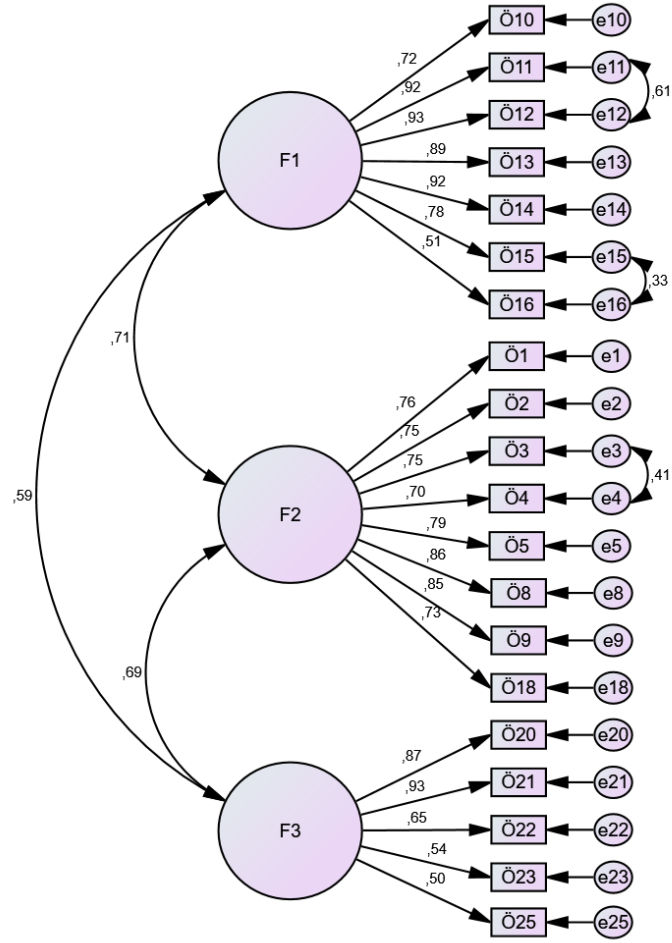 Ö10 e10
,72
Ö11 e11
,92
,61
Ö12 e12
,93
F1
,89
Ö13 e13
,92
Ö14 e14
,78
Ö15 e15
,51
,33
Ö16 e16
,71
Ö1 e1
,76
Ö2 e2
,75
Ö3 e3
,75
,41
,59
,70
Ö4 e4
F2
,79
Ö5 e5
,86
Ö8 e8
,85
,73
Ö9 e9
,69
Ö18 e18
Ö20 e20
,87
Ö21 e21
,93
,65
F3
Ö22 e22
,54
Ö23 e23
,50
Ö25 e25